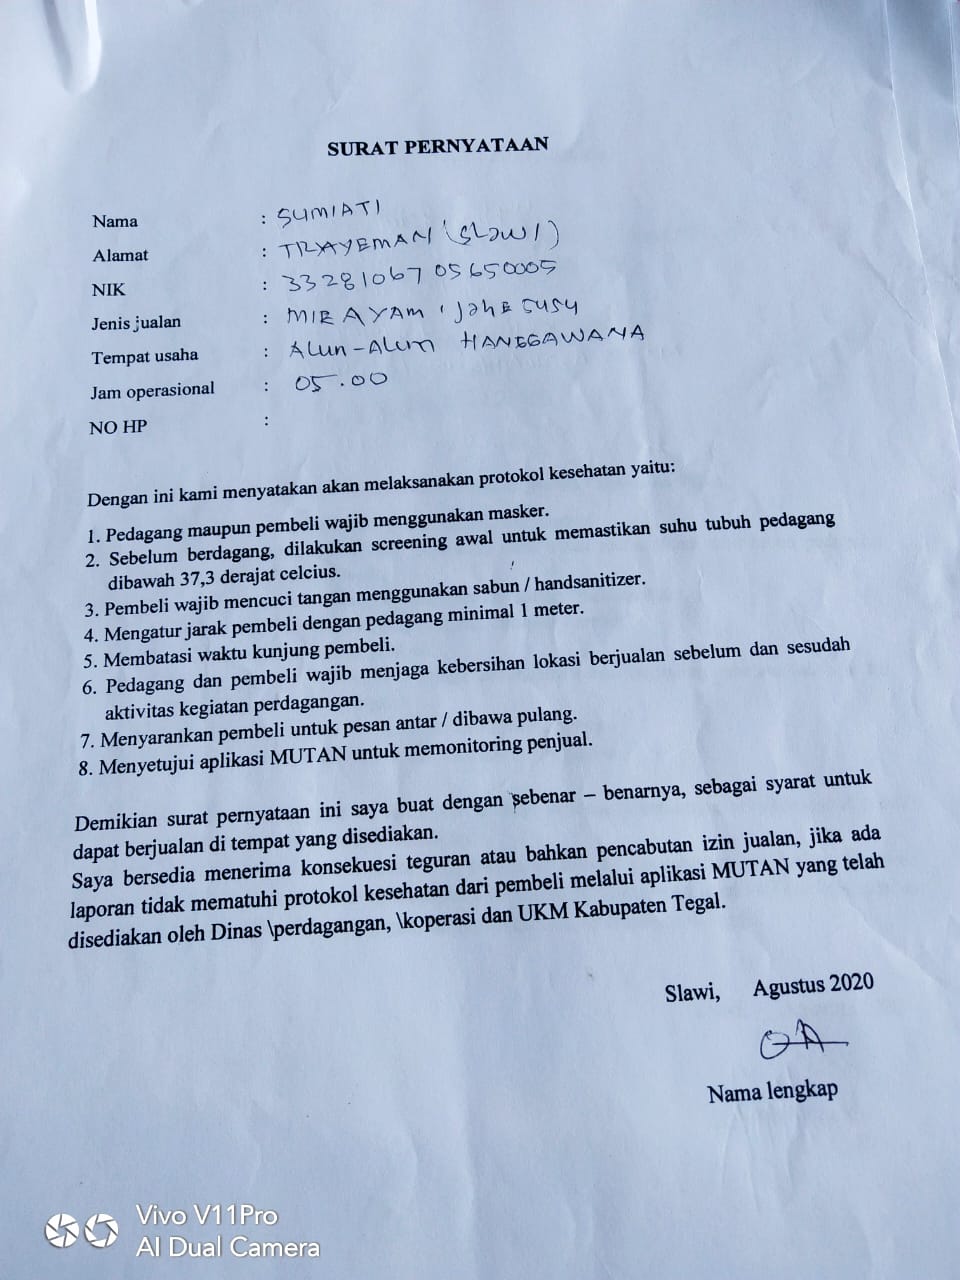 SURAT PERNYATAAN
Nama : SUMIATI
Alamat : TRAYEMAN (SLAWI)
NIK : 3328106705650005
Jenis jualan : MIE AYAM, JAHE SUSU
Tempat usaha : ALUN-ALUN HANGGAWANA
Jam operasional : 05.00
NO HP :
Dengan ini kami menyatakan akan melaksanakan protokol kesehatan yaitu:
1. Pedagang maupun pembeli wajib menggunakan masker.
2. Sebelum berdagang, dilakukan screening awal untuk memastikan suhu tubuh pedagang
dibawah 37,3 derajat celcius.
3. Pembeli wajib mencuci tangan menggunakan sabun / handsanitizer.
4. Mengatur jarak pembeli dengan pedagang minimal 1 meter.
5. Membatasi waktu kunjung pembeli.
6. Pedagang dan pembeli wajib menjaga kebersihan lokasi berjualan sebelum dan sesudah
aktivitas kegiatan perdagangan.
7. Menyarankan pembeli untuk pesan antar / dibawa pulang.
8. Menyetujui aplikasi MUTAN untuk memonitoring penjual.
Demikian surat pernyataan ini saya buat dengan sebenar – benarnya, sebagai syarat untuk
dapat berjualan di tempat yang disediakan.
Saya bersedia menerima konsekuesi teguran atau bahkan pencabutan izin jualan, jika ada
laporan tidak mematuhi protokol kesehatan dari pembeli melalui aplikasi MUTAN yang telah
disediakan oleh Dinas \perdagangan, \koperasi dan UKM Kabupaten Tegal.
Slawi, Agustus 2020
Nama lengkap
Vivo V11Pro
AI Dual Camera